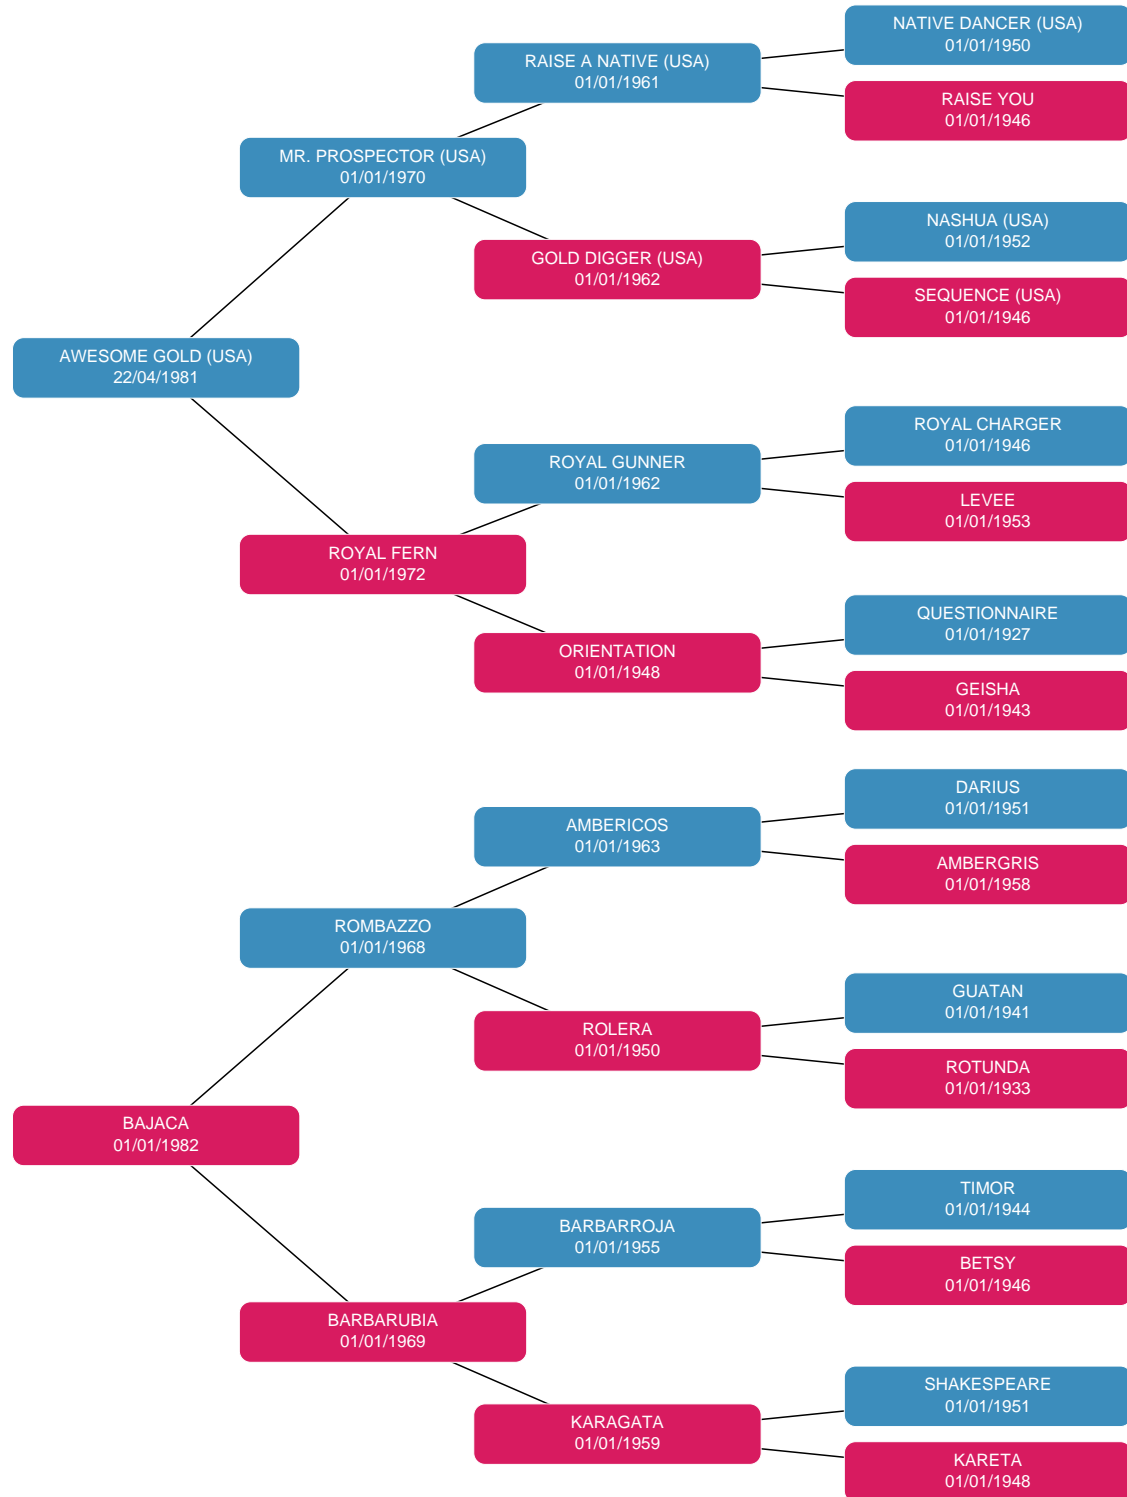 NATIVE DANCER (USA)
01/01/1950
RAISE A NATIVE (USA)
01/01/1961
RAISE YOU
01/01/1946
MR. PROSPECTOR (USA)
01/01/1970
NASHUA (USA)
01/01/1952
GOLD DIGGER (USA)
01/01/1962
SEQUENCE (USA)
01/01/1946
AWESOME GOLD (USA)
22/04/1981
ROYAL CHARGER
01/01/1946
ROYAL GUNNER
01/01/1962
LEVEE
01/01/1953
ROYAL FERN
01/01/1972
QUESTIONNAIRE
01/01/1927
ORIENTATION
01/01/1948
GEISHA
01/01/1943
DARIUS
01/01/1951
AMBERICOS
01/01/1963
AMBERGRIS
01/01/1958
ROMBAZZO
01/01/1968
GUATAN
01/01/1941
ROLERA
01/01/1950
ROTUNDA
01/01/1933
BAJACA
01/01/1982
TIMOR
01/01/1944
BARBARROJA
01/01/1955
BETSY
01/01/1946
BARBARUBIA
01/01/1969
SHAKESPEARE
01/01/1951
KARAGATA
01/01/1959
KARETA
01/01/1948